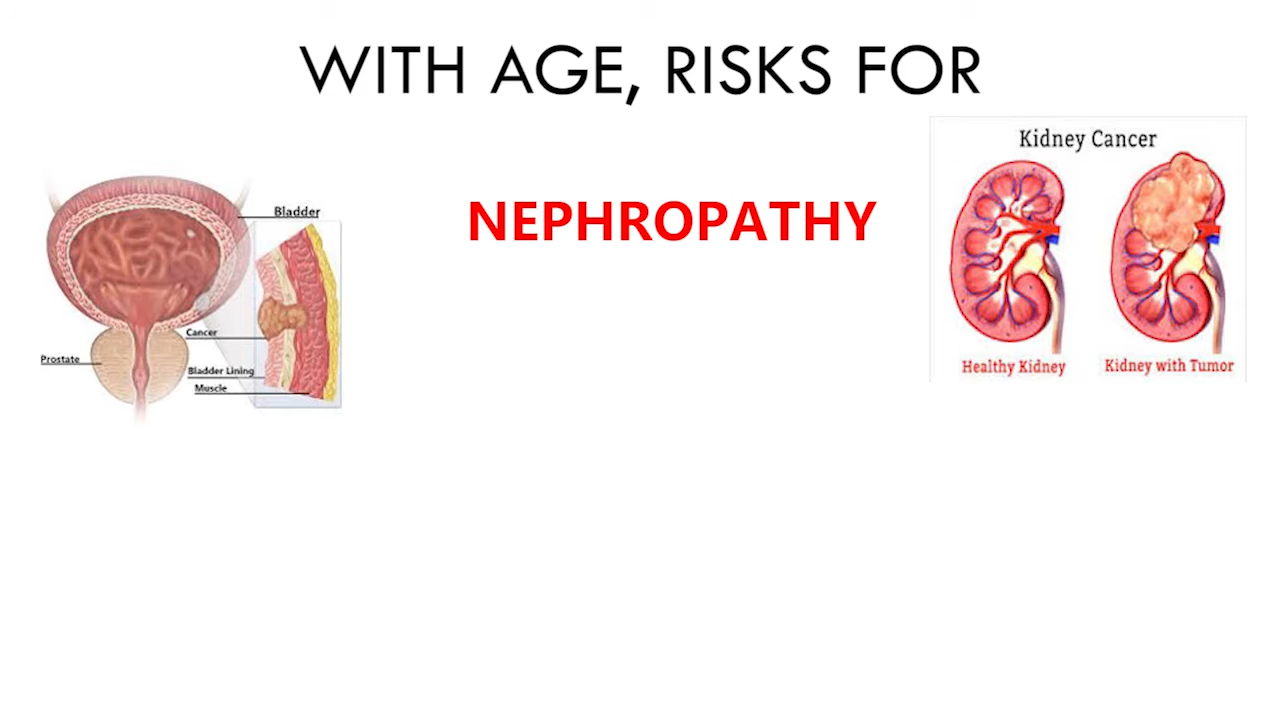 WITH AGE, RISKS FOR
Bladder
Cancer
Prostate
Bladder Lining
Muscle
NEPHROPATHY
Kidney Cancer
Healthy Kidney
Kidney with Tumor